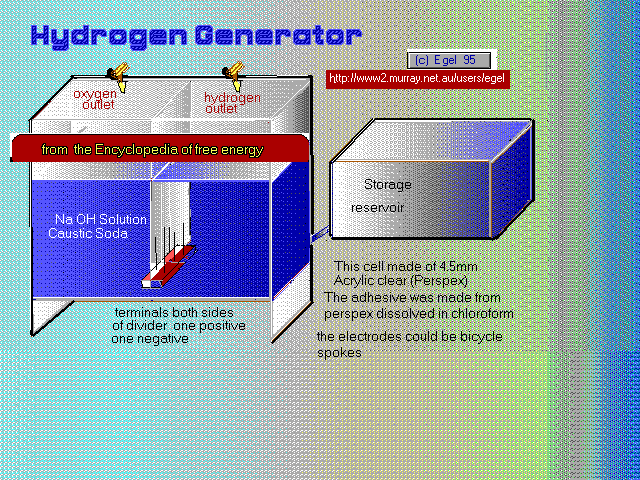 Hydrogen Generator
(c) Egel 95
http://www2.murray.net.au/users/egel
oxygen
outlet
hydrogen
outlet
from the Encyclopedia of free energy
Na OH Solution
Caustic Soda
Storage
reservoir
terminals both sides
of divider one positive
one negative
This cell made of 4.5mm
Acrylic clear (Perspex)
The adhesive was made from
perspex dissolved in chloroform
the electrodes could be bicycle
spokes